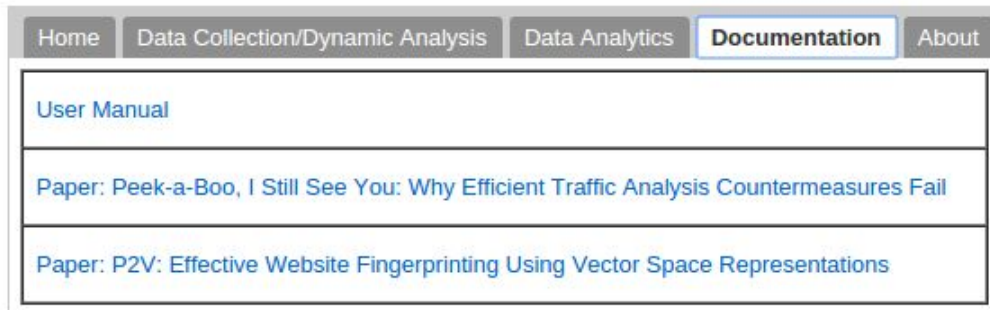 Home Data Collection/Dynamic Analysis Data Analytics Documentation About
User Manual
Paper: Peek-a-Boo, I Still See You: Why Efficient Traffic Analysis Countermeasures Fail
Paper: P2V: Effective Website Fingerprinting Using Vector Space Representations